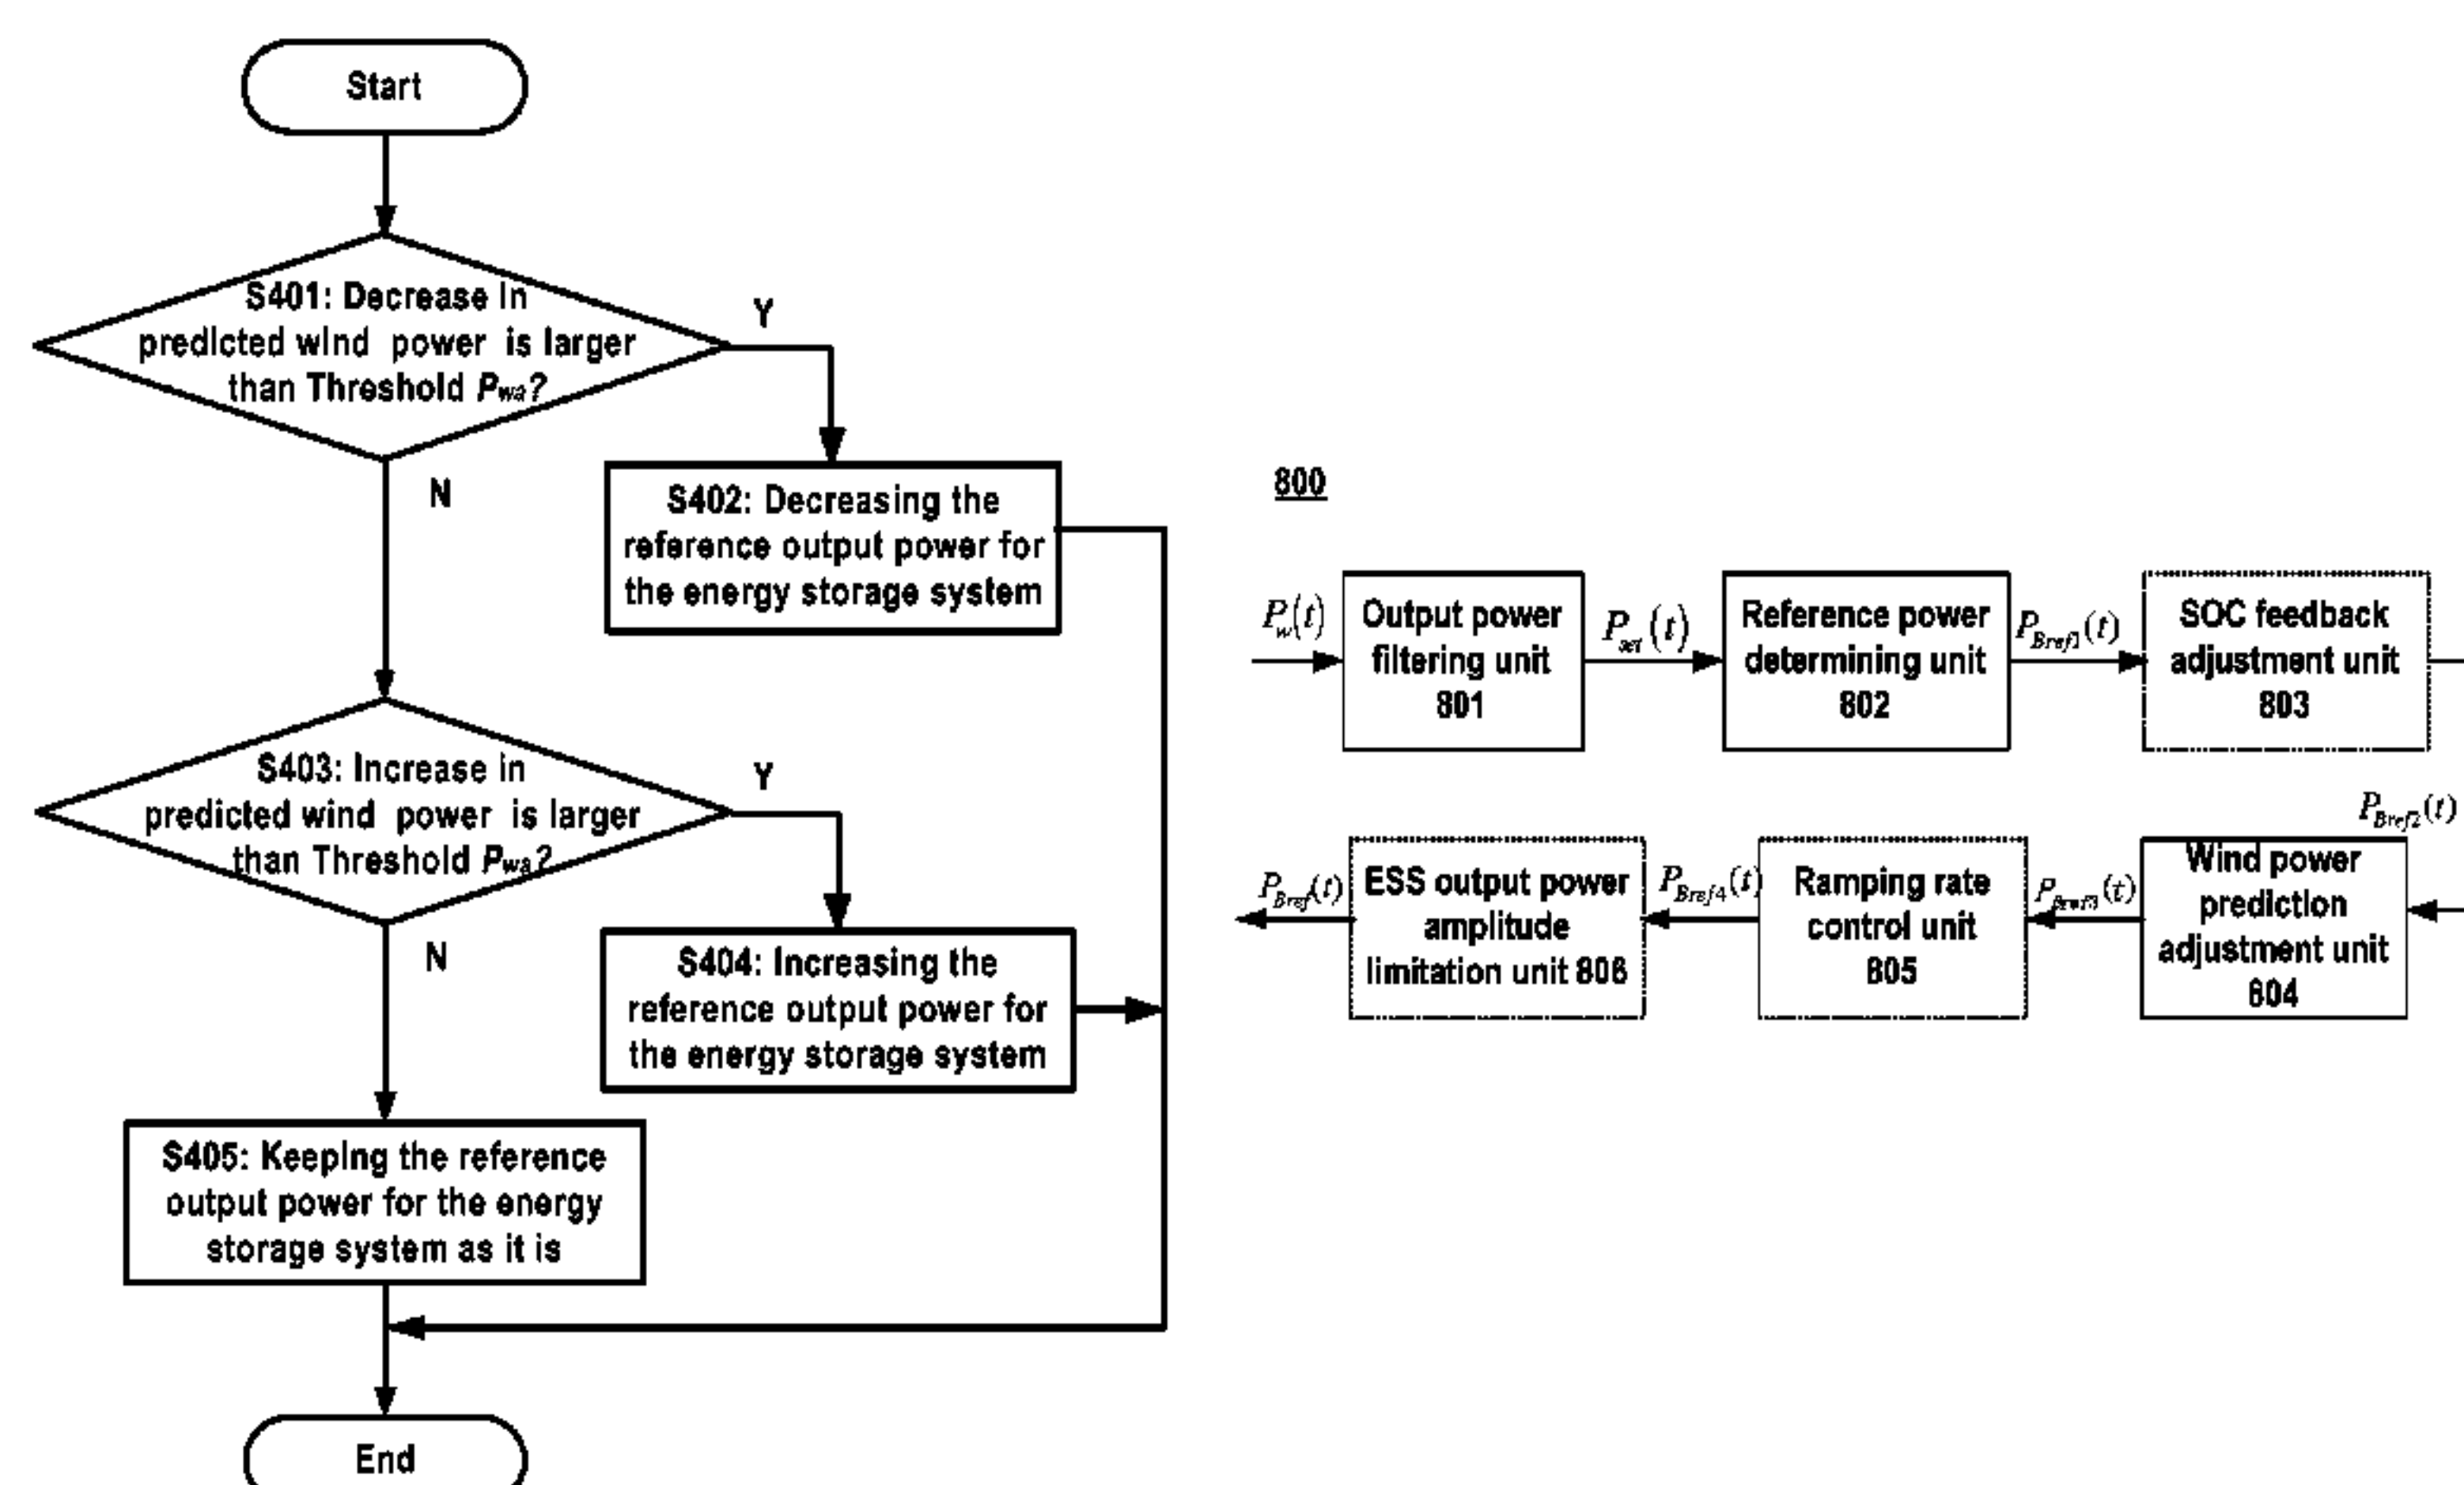 Start
S401: Decrease in
predicted wind power is larger
than Threshold Pwa?
Y
N
S402: Decreasing the
reference output power for
the energy storage system
S403: Increase in
predicted wind power is larger
than Threshold Pwa?
Y
N
S404: Increasing the
reference output power for
the energy storage system
S405: Keeping the reference
output power for the energy
storage system as it is
End
800
Pw(t)
Output power
filtering unit
801
Pset(t)
Reference power
determining unit
802
PBref1(t)
SOC feedback
adjustment unit
803
PBref2(t)
Wind power
prediction
adjustment unit
804
PBref3(t)
Ramping rate
control unit
805
PBref4(t)
ESS output power
amplitude
limitation unit 806
PBref(t)